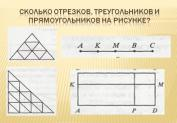 СКОЛЬКО ОТРЕЗКОВ, ТРЕУГОЛЬНИКОВ И
ПРЯМОУГОЛЬНИКОВ НА РИСУНКЕ?
A K M B C
K M
A P D